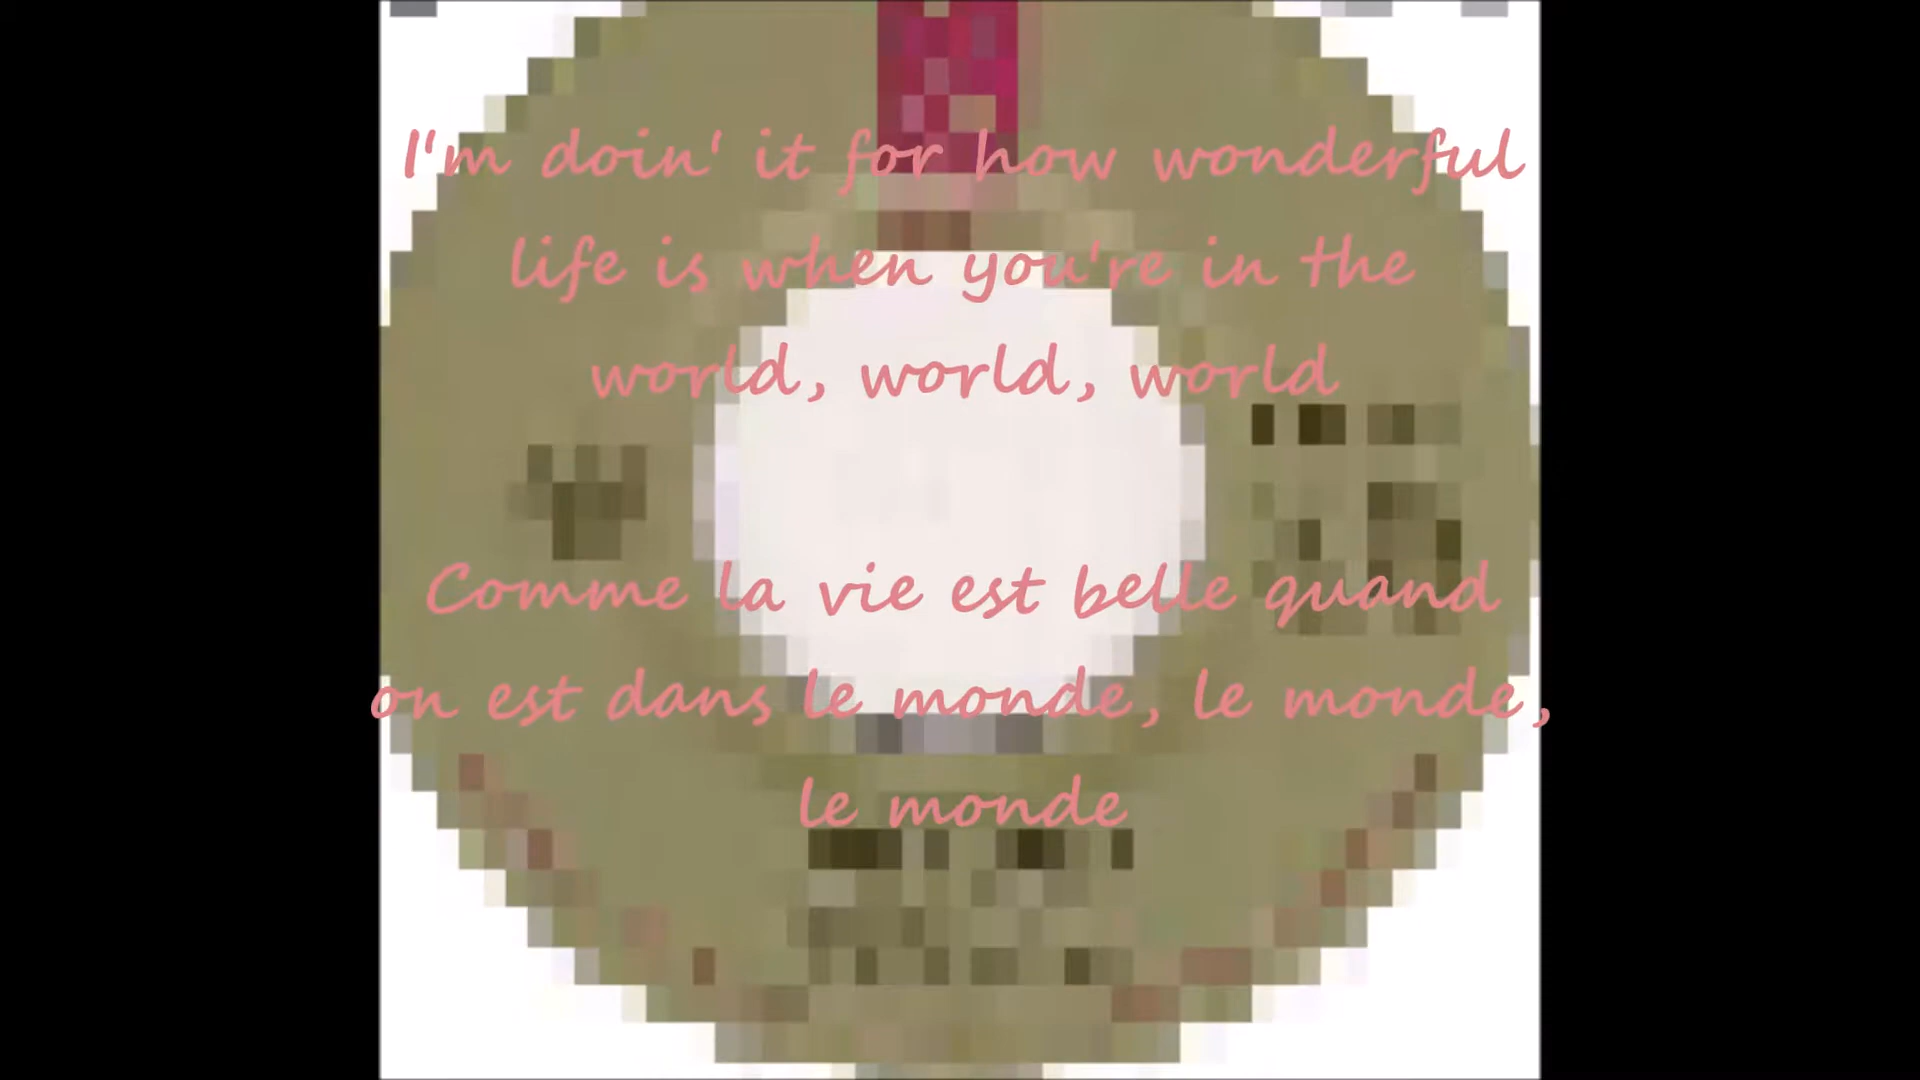 I'm doin' it for how wonderful
life is when you're in the
world, world, world
Comme la vie est belle quand
on est dans le monde, le monde,
le monde